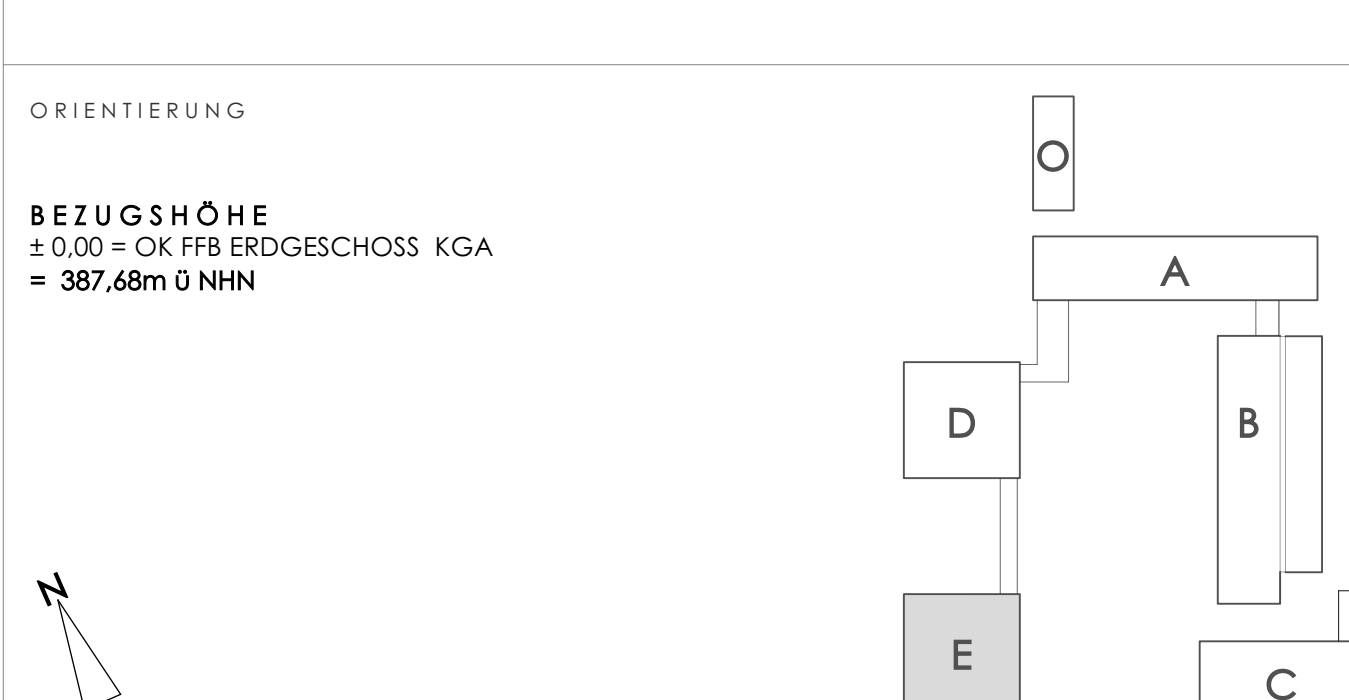 ORIENTIERUNG
BEZUGSHÖHE
± 0,00 = OK FFB ERDGESCHOSS KGA
= 387,68m ü NHN
O
A
D
B
E
C
N